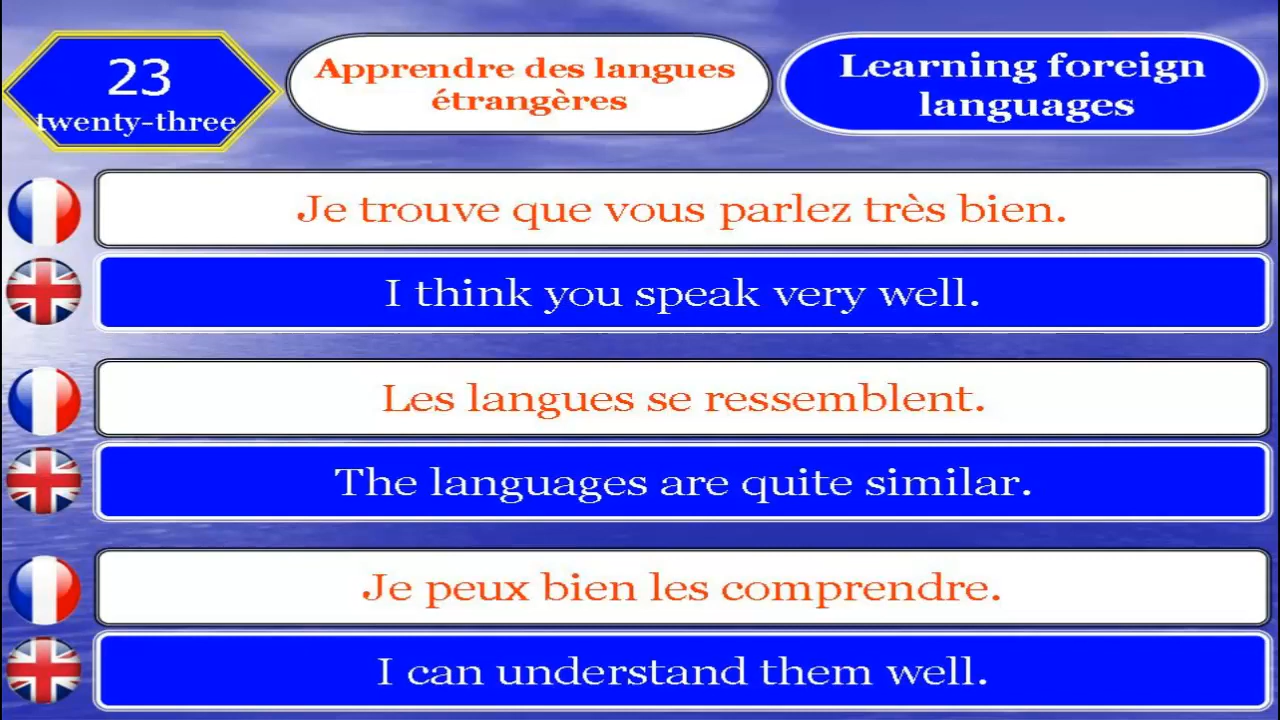 23
twenty-three
Apprendre des langues
étrangères
Learning foreign
languages
Je trouve que vous parlez très bien.
I think you speak very well.
Les langues se ressemblent.
The languages are quite similar.
Je peux bien les comprendre.
I can understand them well.